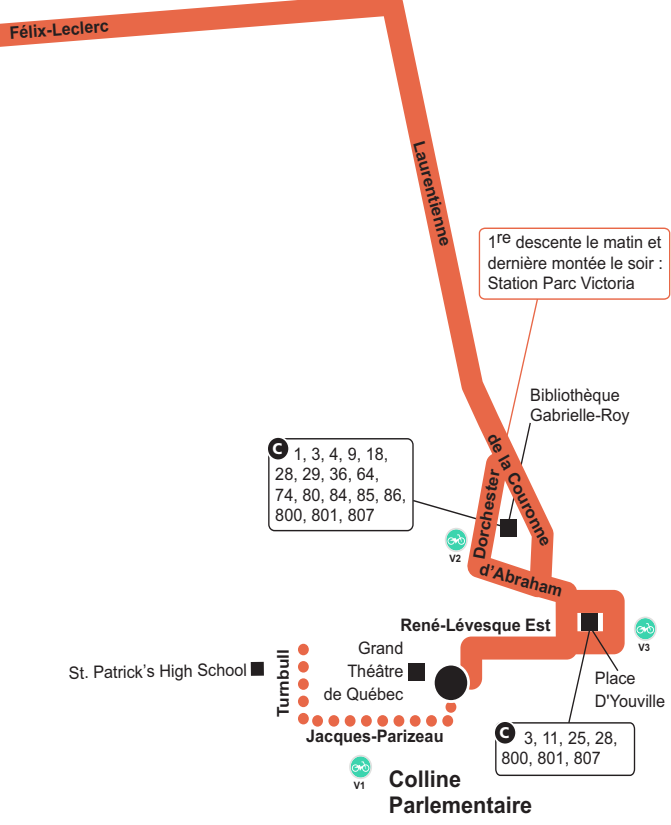 Félix-Leclerc
Laurentienne
1re descente le matin et
dernière montée le soir :
Station Parc Victoria
Bibliothèque
Gabrielle-Roy
C 1, 3, 4, 9, 18,
28, 29, 36, 64,
74, 80, 84, 85, 86,
800, 801, 807
de la Couronne
Dorchester
V2
d'Abraham
René-Lévesque Est
V3
Grand
Théâtre
de Québec
St. Patrick's High School
Turnbull
Place
D'Youville
Jacques-Parizeau
C 3, 11, 25, 28,
800, 801, 807
V1
Colline
Parlementaire